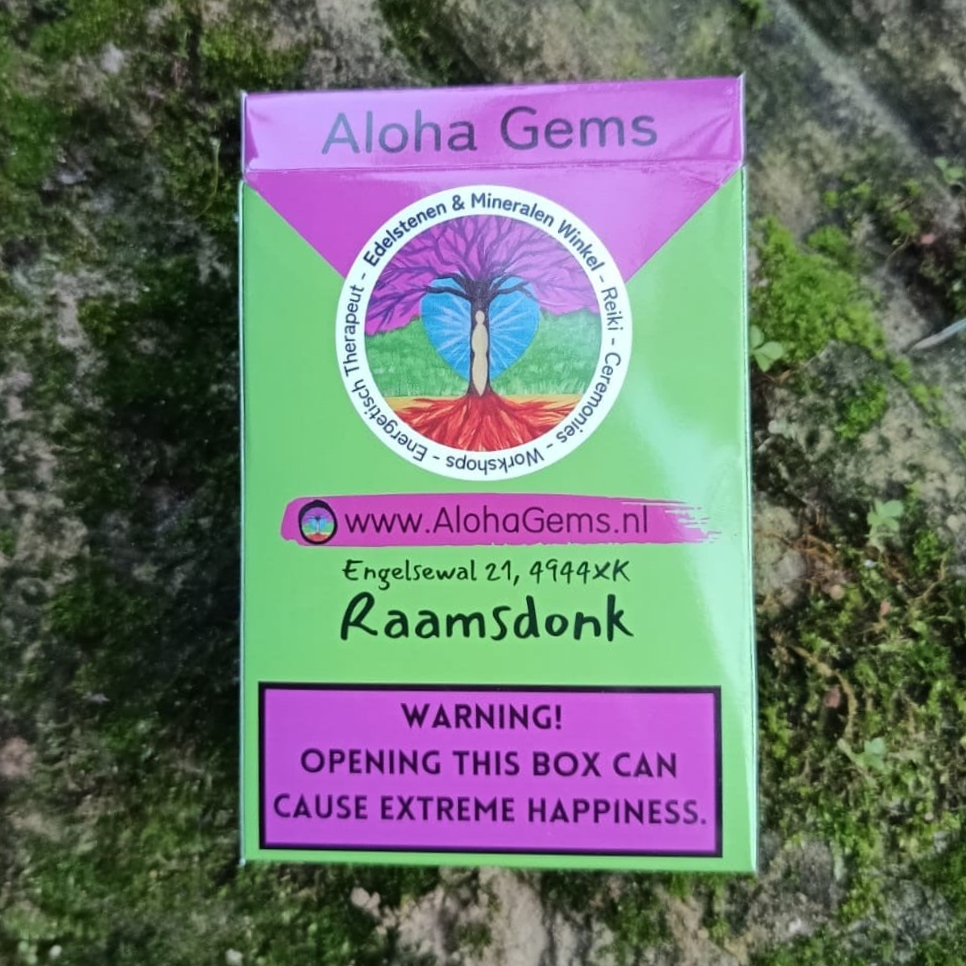 Aloha Gems
Edelstenen & Mineralen Winkel - Reiki - Ceremonies - Workshops - Energetisch Therapeut -
www.AlohaGems.nl
Engelsewal 21, 4944XK
Raamsdonk
WARNING!
OPENING THIS BOX CAN
CAUSE EXTREME HAPPINESS.